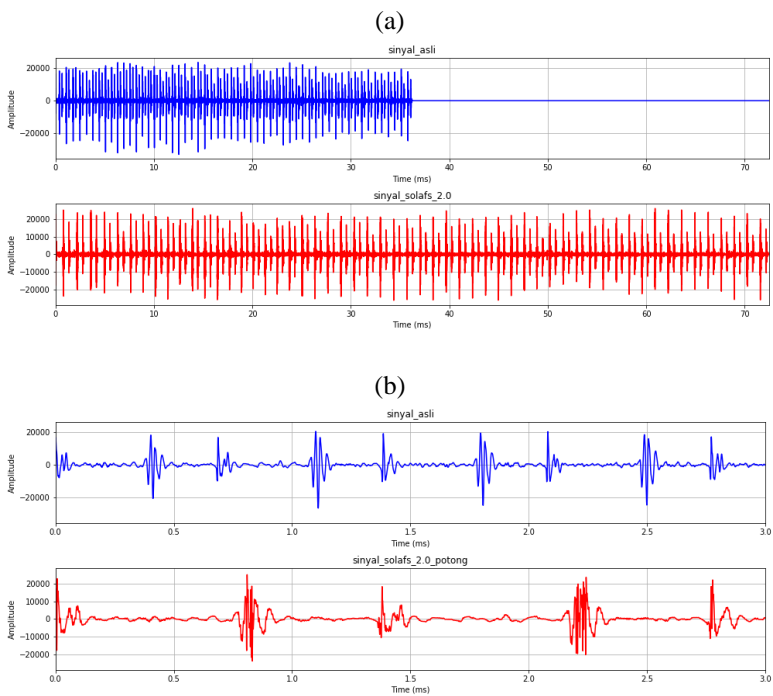 (a)
sinyal_asli
20000
0
−20000
Amplitude
0 10 20 30 40 50 60 70
Time (ms)
sinyal_solafs_2.0
20000
10000
0
−10000
−20000
Amplitude
0 10 20 30 40 50 60 70
Time (ms)
(b)
sinyal_asli
20000
0
−20000
Amplitude
0.0 0.5 1.0 1.5 2.0 2.5 3.0
Time (ms)
sinyal_solafs_2.0_potong
20000
10000
0
−10000
−20000
Amplitude
0.0 0.5 1.0 1.5 2.0 2.5 3.0
Time (ms)